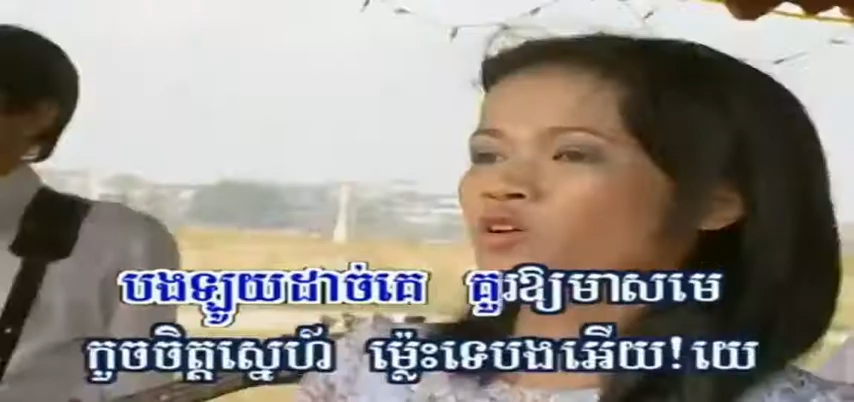 បងឡូយដាច់គេ គួរឱ្យមាសមេ
កូចចិត្តស្នេហ៍ ម្ល៉េះទេបងអើយ! យេ